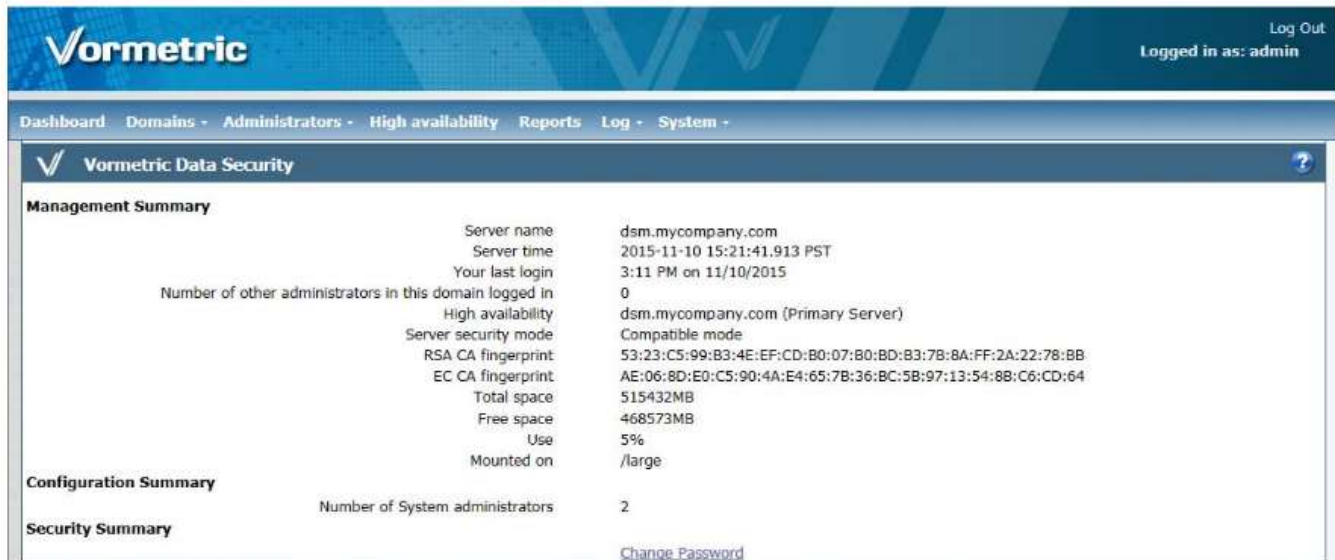 Log Out
Vormetric
Logged in as: admin
Dashboard Domains Administrators High availability Reports Log System
Vormetric Data Security ?
Management Summary
Server name dsm.mycompany.com
Server time 2015-11-10 15:21:41.913 PST
Your last login 3:11 PM on 11/10/2015
Number of other administrators in this domain logged in 0
High availability dsm.mycompany.com (Primary Server)
Server security mode Compatible mode
RSA CA fingerprint 53:23:C5:99:B3:4E:EF:CD:B0:07:B0:BD:B3:7B:8A:FF:2A:22:78:BB
EC CA fingerprint AE:06:8D:E0:C5:90:4A:E4:65:7B:36:BC:5B:97:13:54:8B:C6:CD:64
Total space 515432MB
Free space 468573MB
Use 5%
Mounted on /large
Configuration Summary
Number of System administrators 2
Security Summary
Change Password